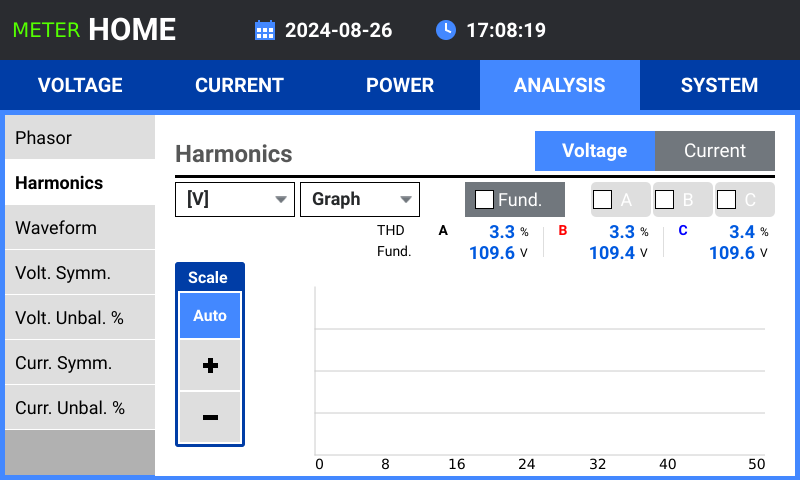 METER HOME 2024-08-26 17:08:19
VOLTAGE CURRENT POWER ANALYSIS SYSTEM
Phasor
Harmonics
Waveform
Volt. Symm.
Volt. Unbal. %
Curr. Symm.
Curr. Unbal. %
Harmonics Voltage Current
[V] Graph Fund. A B C
THD A 3.3 % B 3.3 % C 3.4 %
Fund. 109.6 V 109.4 V 109.6 V
Scale
Auto
+
−
0 8 16 24 32 40 50